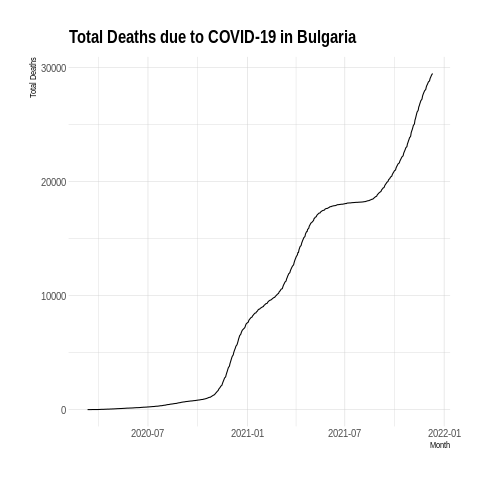 Total Deaths due to COVID-19 in Bulgaria
Total Deaths
30000
20000
10000
0
2020-07
2021-01
2021-07
2022-01
Month